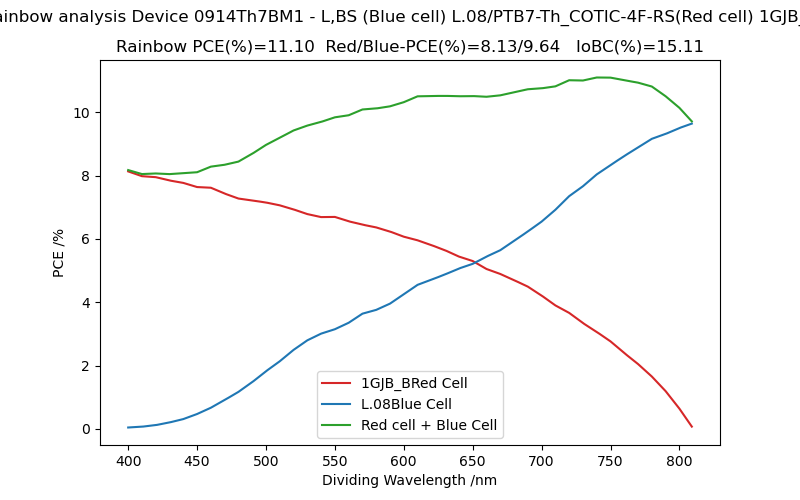 ainbow analysis Device 0914Th7BM1 - L,BS (Blue cell) L.08/PTB7-Th_COTIC-4F-RS(Red cell) 1GJB_
Rainbow PCE(%)=11.10 Red/Blue-PCE(%)=8.13/9.64 IoBC(%)=15.11
PCE /%
10
8
6
4
2
0
1GJB_BRed Cell
L.08Blue Cell
Red cell + Blue Cell
400 450 500 550 600 650 700 750 800
Dividing Wavelength /nm